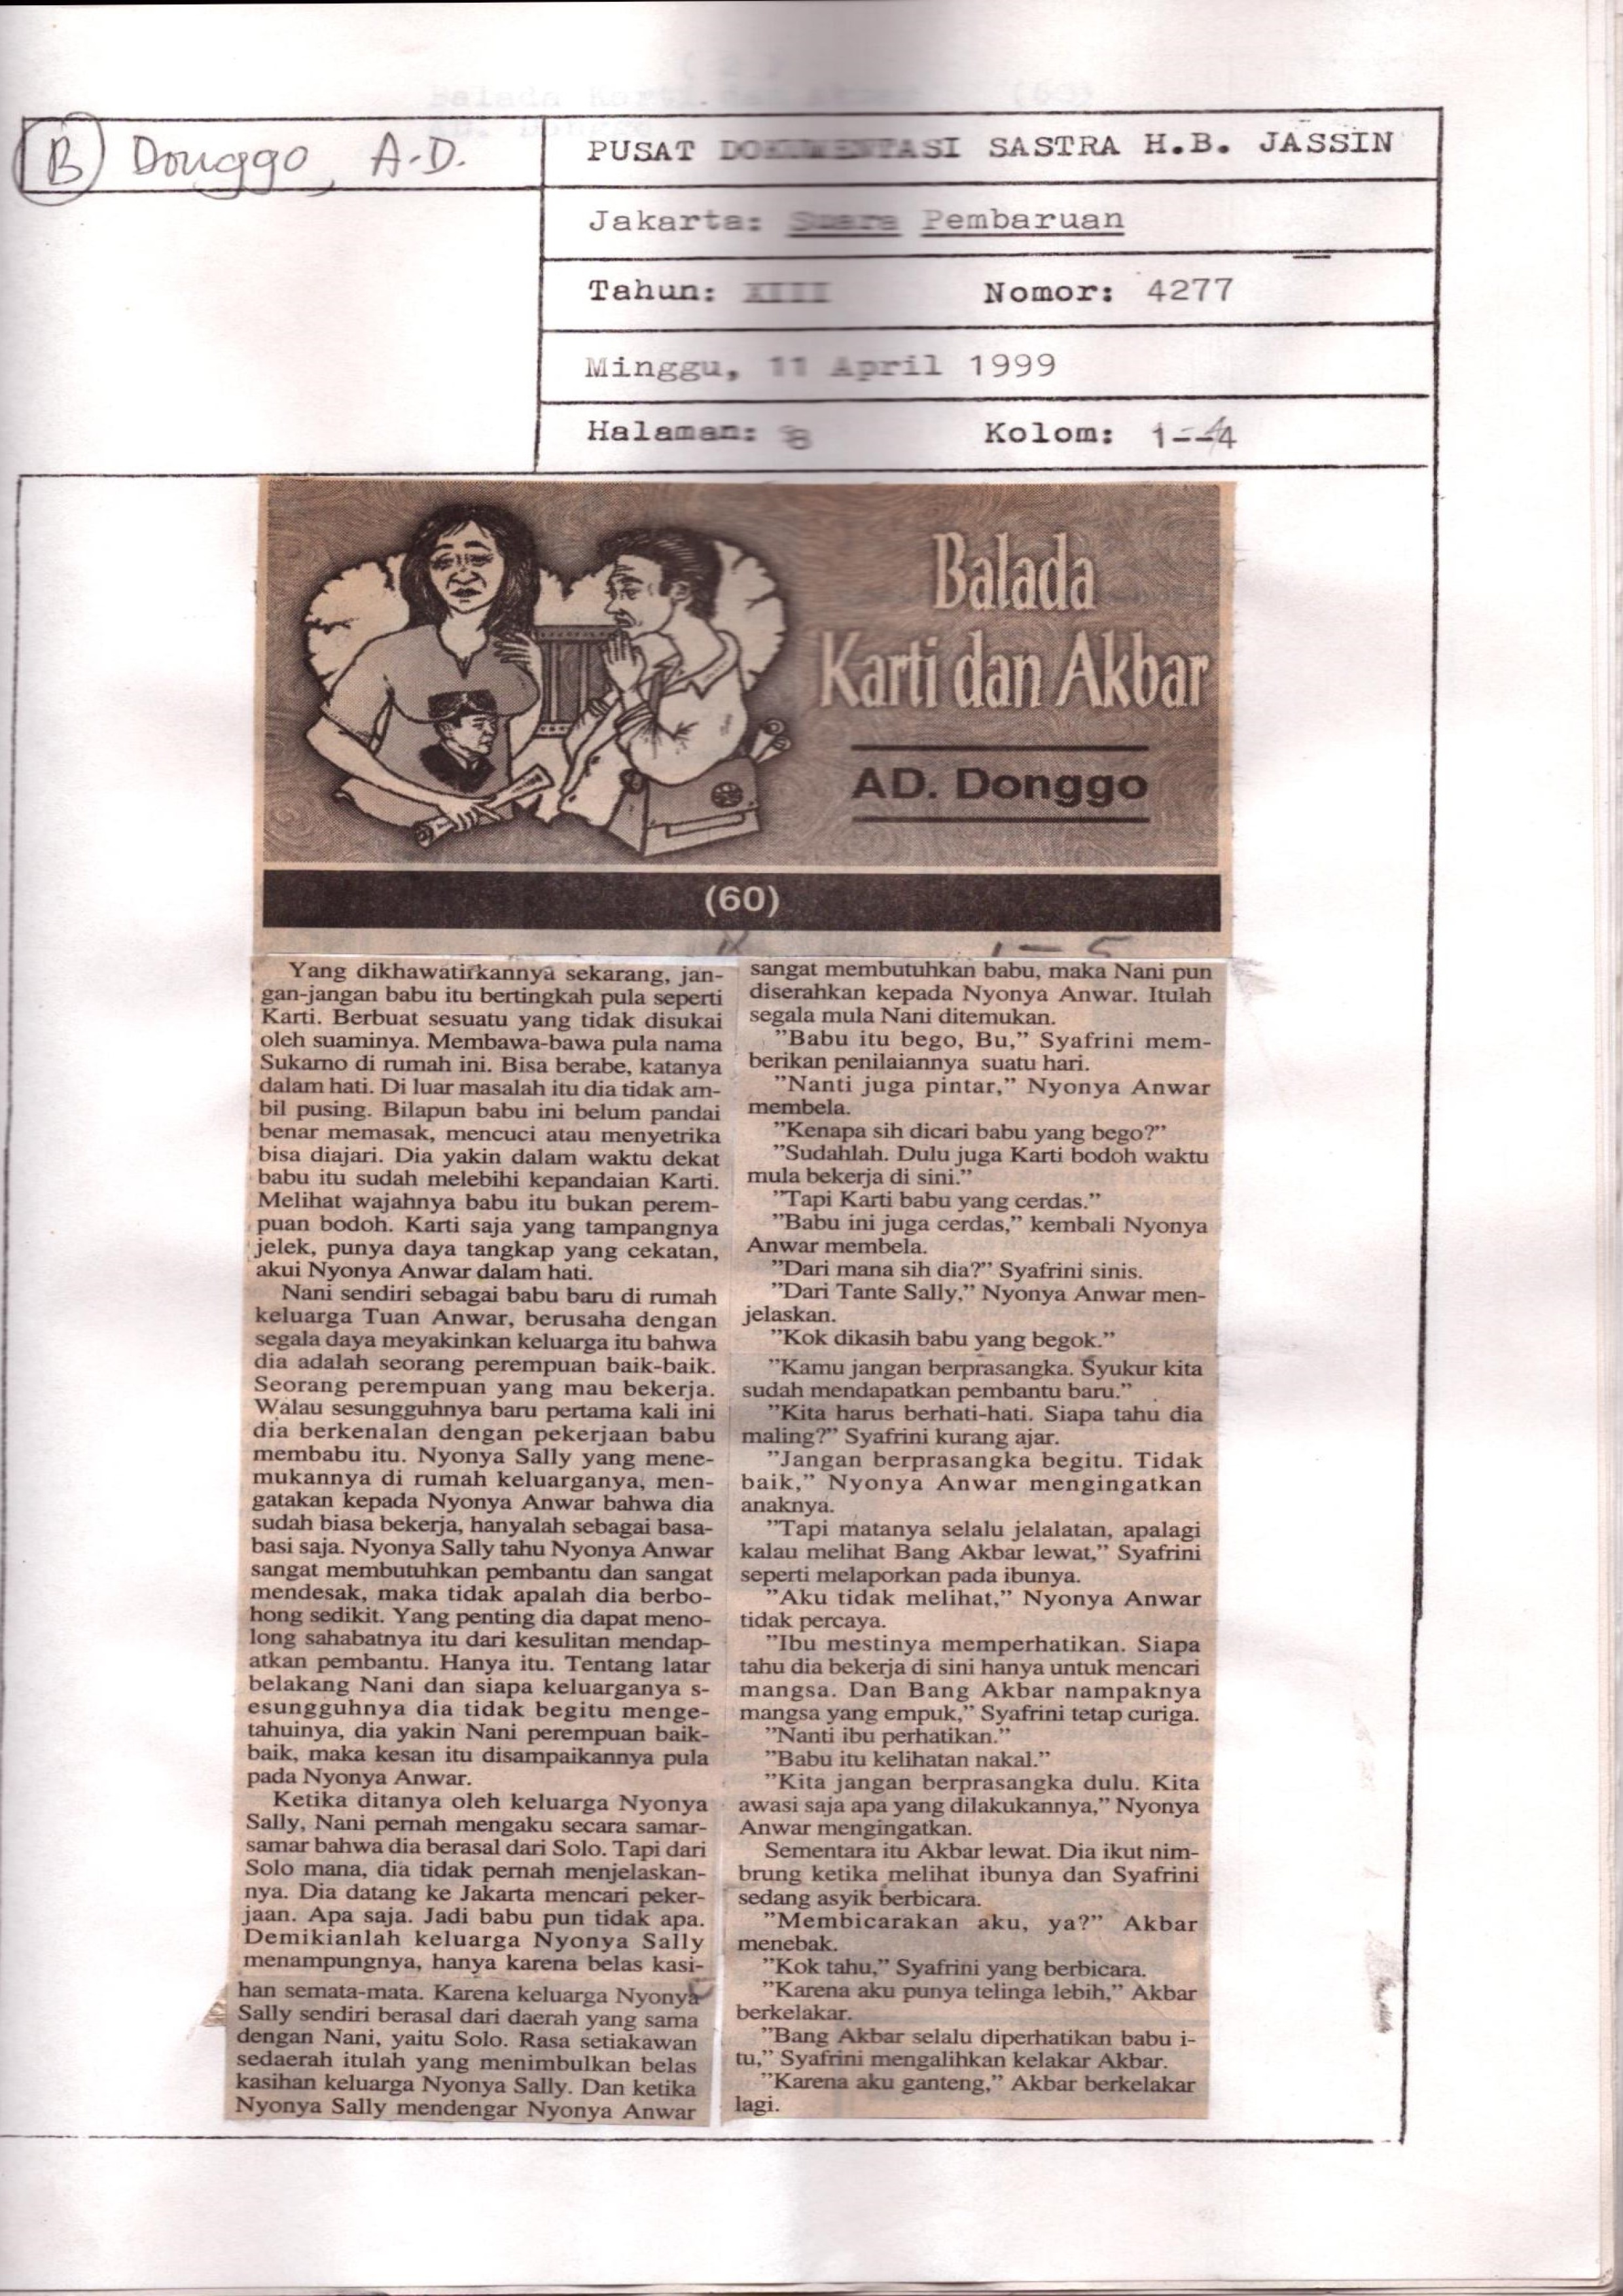 (B) Donggo, A.D.
PUSAT DOKUMENTASI SASTRA H.B. JASSIN
Jakarta: Suara Pembaruan
Tahun: XIII Nomor: 4277
Minggu, 11 April 1999
Halaman: 8 Kolom: 1--4
Balada
Karti dan Akbar
AD. Donggo
(60)
1 - 5
Yang dikhawatirkannya sekarang, jan-
gan-jangan babu itu bertingkah pula seperti
Karti. Berbuat sesuatu yang tidak disukai
oleh suaminya. Membawa-bawa pula nama
Sukarno di rumah ini. Bisa berabe, katanya
dalam hati. Di luar masalah itu dia tidak am-
bil pusing. Bilapun babu ini belum pandai
benar memasak, mencuci atau menyetrika
bisa diajari. Dia yakin dalam waktu dekat
babu itu sudah melebihi kepandaian Karti.
Melihat wajahnya babu itu bukan perem-
puan bodoh. Karti saja yang tampangnya
jelek, punya daya tangkap yang cekatan,
akui Nyonya Anwar dalam hati.
Nani sendiri sebagai babu baru di rumah
keluarga Tuan Anwar, berusaha dengan
segala daya meyakinkan keluarga itu bahwa
dia adalah seorang perempuan baik-baik.
Seorang perempuan yang mau bekerja.
Walau sesungguhnya baru pertama kali ini
dia berkenalan dengan pekerjaan babu
membabu itu. Nyonya Sally yang mene-
mukannya di rumah keluarganya, men-
gatakan kepada Nyonya Anwar bahwa dia
sudah biasa bekerja, hanyalah sebagai basa-
basi saja. Nyonya Sally tahu Nyonya Anwar
sangat membutuhkan pembantu dan sangat
mendesak, maka tidak apalah dia berbo-
hong sedikit. Yang penting dia dapat meno-
long sahabatnya itu dari kesulitan mendap-
atkan pembantu. Hanya itu. Tentang latar
belakang Nani dan siapa keluarganya s-
esungguhnya dia tidak begitu menge-
tahuinya, dia yakin Nani perempuan baik-
baik, maka kesan itu disampaikannya pula
pada Nyonya Anwar.
Ketika ditanya oleh keluarga Nyonya
Sally, Nani pernah mengaku secara samar-
samar bahwa dia berasal dari Solo. Tapi dari
Solo mana, dia tidak pernah menjelaskan-
nya. Dia datang ke Jakarta mencari peker-
jaan. Apa saja. Jadi babu pun tidak apa.
Demikianlah keluarga Nyonya Sally
menampungnya, hanya karena belas kasi-
han semata-mata. Karena keluarga Nyonya
Sally sendiri berasal dari daerah yang sama
dengan Nani, yaitu Solo. Rasa setiakawan
sedaerah itulah yang menimbulkan belas
kasihan keluarga Nyonya Sally. Dan ketika
Nyonya Sally mendengar Nyonya Anwar
sangat membutuhkan babu, maka Nani pun
diserahkan kepada Nyonya Anwar. Itulah
segala mula Nani ditemukan.
"Babu itu bego, Bu," Syafrini mem-
berikan penilaiannya suatu hari.
"Nanti juga pintar," Nyonya Anwar
membela.
"Kenapa sih dicari babu yang bego?"
"Sudahlah. Dulu juga Karti bodoh waktu
mula bekerja di sini."
"Tapi Karti babu yang cerdas."
"Babu ini juga cerdas," kembali Nyonya
Anwar membela.
"Dari mana sih dia?" Syafrini sinis.
"Dari Tante Sally," Nyonya Anwar men-
jelaskan.
"Kok dikasih babu yang begok."
"Kamu jangan berprasangka. Syukur kita
sudah mendapatkan pembantu baru."
"Kita harus berhati-hati. Siapa tahu dia
maling?" Syafrini kurang ajar.
"Jangan berprasangka begitu. Tidak
baik," Nyonya Anwar mengingatkan
anaknya.
"Tapi matanya selalu jelalatan, apalagi
kalau melihat Bang Akbar lewat," Syafrini
seperti melaporkan pada ibunya.
"Aku tidak melihat," Nyonya Anwar
tidak percaya.
"Ibu mestinya memperhatikan. Siapa
tahu dia bekerja di sini hanya untuk mencari
mangsa. Dan Bang Akbar nampaknya
mangsa yang empuk," Syafrini tetap curiga.
"Nanti ibu perhatikan."
"Babu itu kelihatan nakal."
"Kita jangan berprasangka dulu. Kita
awasi saja apa yang dilakukannya," Nyonya
Anwar mengingatkan.
Sementara itu Akbar lewat. Dia ikut nim-
brung ketika melihat ibunya dan Syafrini
sedang asyik berbicara.
"Membicarakan aku, ya?" Akbar
menebak.
"Kok tahu," Syafrini yang berbicara.
"Karena aku punya telinga lebih," Akbar
berkelakar.
"Bang Akbar selalu diperhatikan babu i-
tu," Syafrini mengalihkan kelakar Akbar.
"Karena aku ganteng," Akbar berkelakar
lagi.